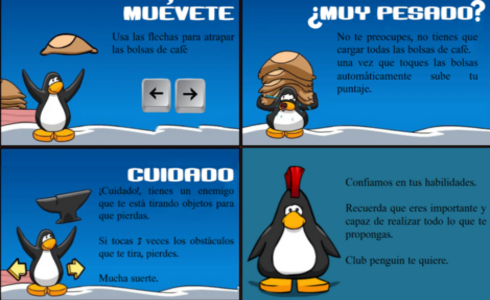 MUÉVETE
Usa las flechas para atrapar
las bolsas de café
¿MUY PESADO?
No te preocupes, no tienes que
cargar todas las bolsas de café.
una vez que toques las bolsas
automáticamente sube tu
puntaje.
CUIDADO
¡Cuidado!, tienes un enemigo
que te está tirando objetos para
que pierdas.
Si tocas veces los obstáculos
que te tira, pierdes.
Mucha suerte.
Confiamos en tus habilidades.
Recuerda que eres importante y
capaz de realizar todo lo que te
propongas.
Club penguin te quiere.